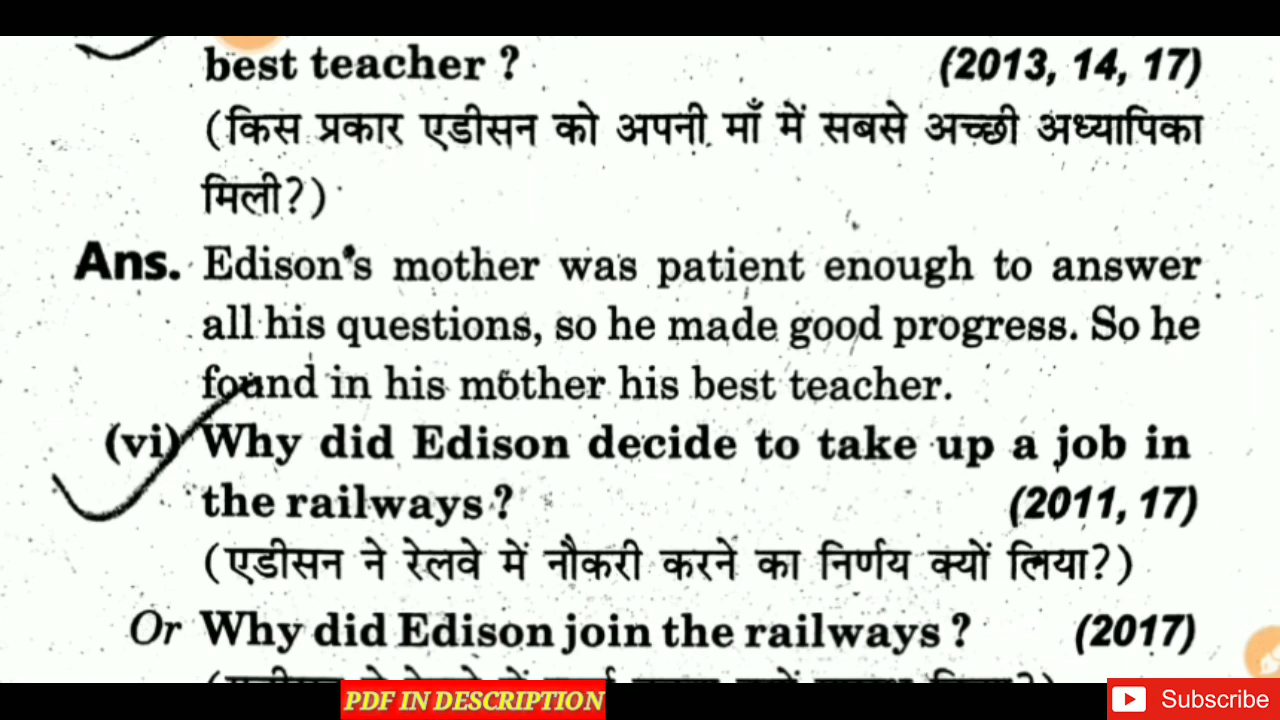 best teacher ? (2013, 14, 17)
(किस प्रकार एडीसन को अपनी माँ में सबसे अच्छी अध्यापिका
मिली?)
Ans. Edison's mother was patient enough to answer
all his questions, so he made good progress. So he
found in his mother his best teacher.
(vi) Why did Edison decide to take up a job in
the railways ? (2011, 17)
(एडीसन ने रेलवे में नौकरी करने का निर्णय क्यों लिया?)
Or Why did Edison join the railways ? (2017)
PDF IN DESCRIPTION
Subscribe